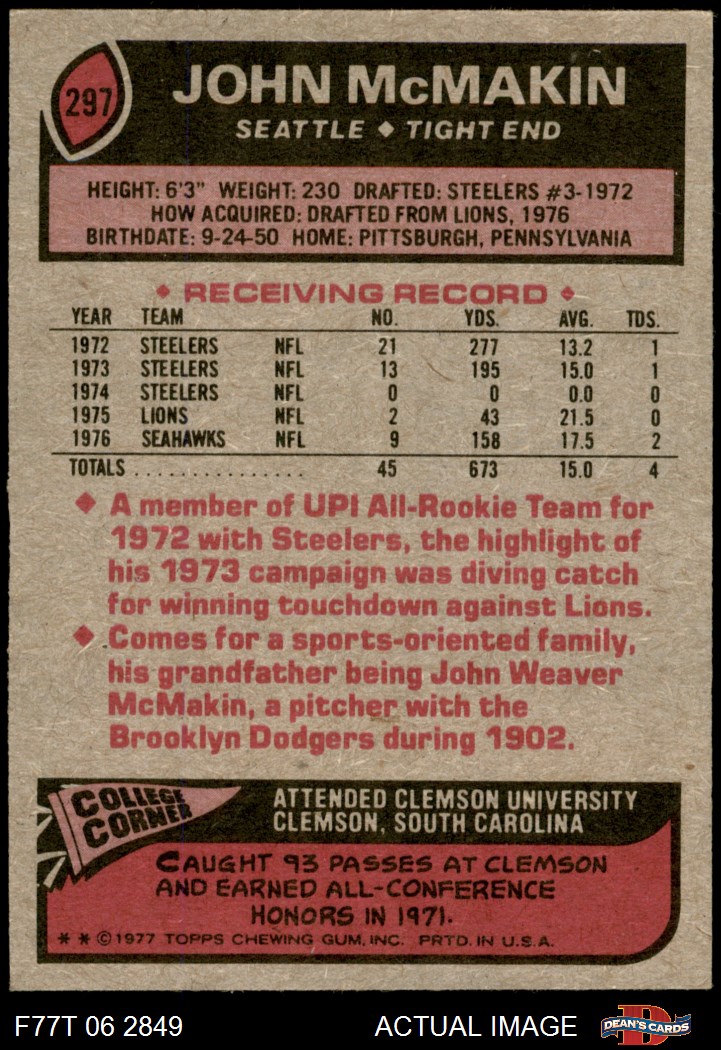 297
JOHN McMAKIN
SEATTLE ◆ TIGHT END
HEIGHT: 6'3" WEIGHT: 230 DRAFTED: STEELERS #3-1972
HOW ACQUIRED: DRAFTED FROM LIONS, 1976
BIRTHDATE: 9-24-50 HOME: PITTSBURGH, PENNSYLVANIA
◆ RECEIVING RECORD ◆
YEAR TEAM NO. YDS. AVG. TDS.
1972 STEELERS NFL 21 277 13.2 1
1973 STEELERS NFL 13 195 15.0 1
1974 STEELERS NFL 0 0 0.0 0
1975 LIONS NFL 2 43 21.5 0
1976 SEAHAWKS NFL 9 158 17.5 2
TOTALS . . . . . . . . . . . . . . . . 45 673 15.0 4
◆ A member of UPI All-Rookie Team for
1972 with Steelers, the highlight of
his 1973 campaign was diving catch
for winning touchdown against Lions.
◆ Comes for a sports-oriented family,
his grandfather being John Weaver
McMakin, a pitcher with the
Brooklyn Dodgers during 1902.
COLLEGE
CORNER
ATTENDED CLEMSON UNIVERSITY
CLEMSON, SOUTH CAROLINA
CAUGHT 93 PASSES AT CLEMSON
AND EARNED ALL-CONFERENCE
HONORS IN 1971.
* * © 1977 TOPPS CHEWING GUM, INC. PRTD. IN U.S.A.
F77T 06 2849 ACTUAL IMAGE
D
DEAN'S CARDS